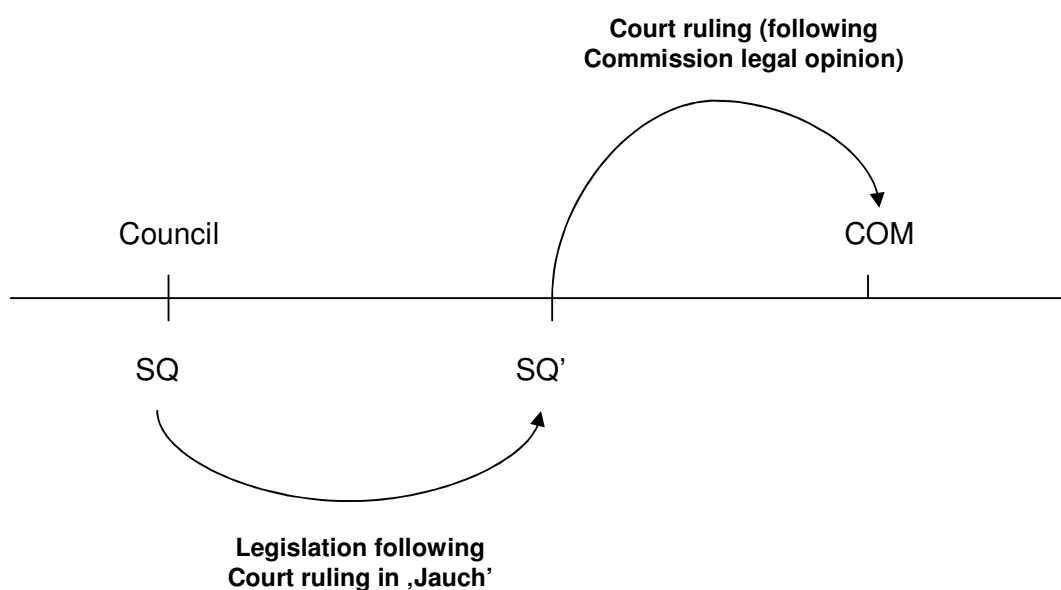 Court ruling (following
Commission legal opinion)
Council
COM
SQ
SQ’
Legislation following
Court ruling in ‚Jauch’